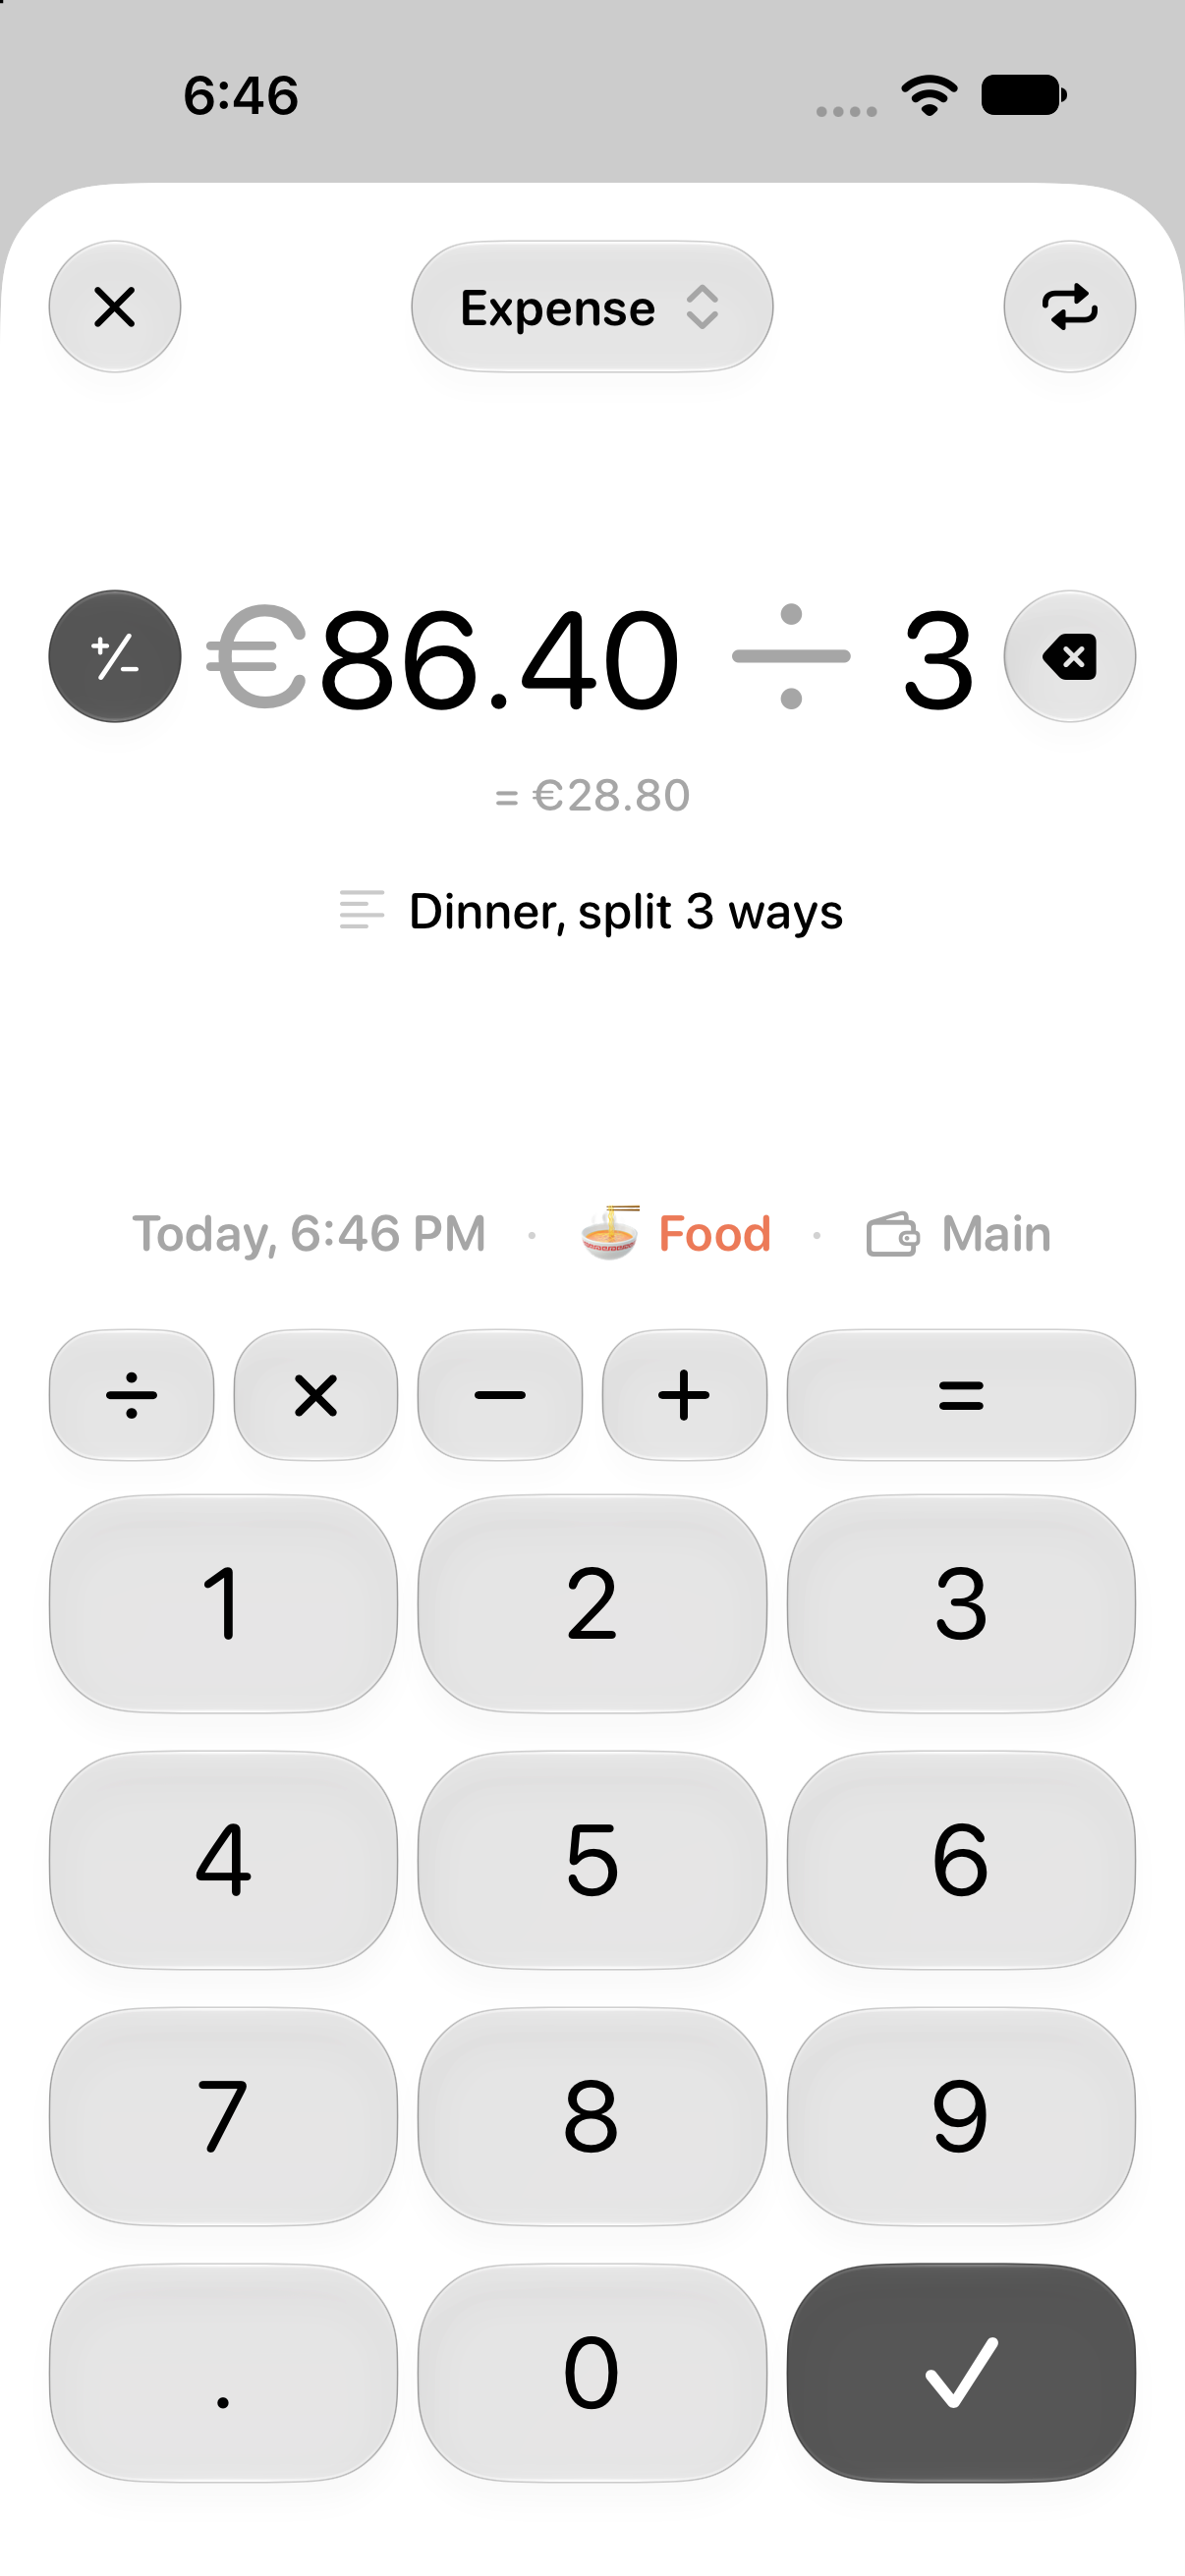 6:46
Expense
€86.40 ÷ 3
= €28.80
Dinner, split 3 ways
Today, 6:46 PM · Food · Main
÷ × − + =
1 2 3
4 5 6
7 8 9
. 0